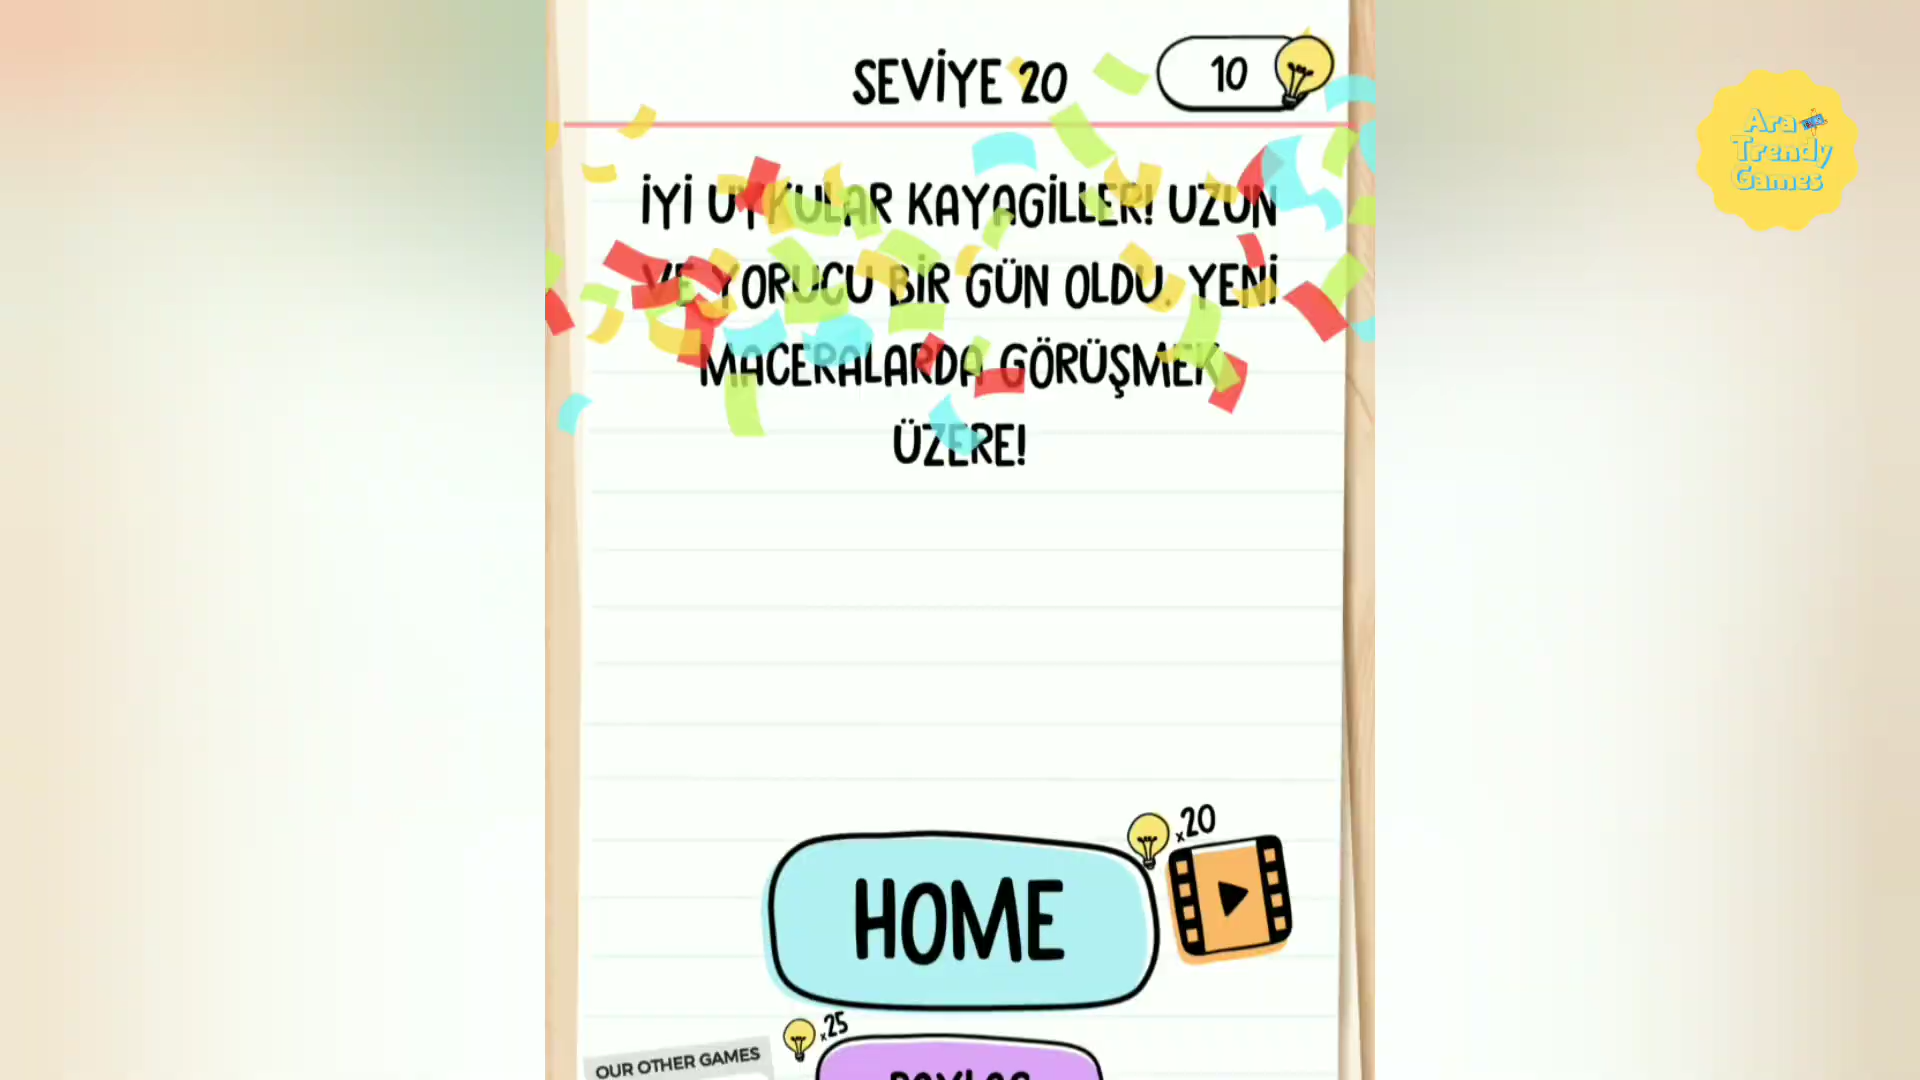 SEVİYE 20
10
Ara
Trendy
Games
İYİ UYKULAR KAYAGİLLER! UZUN
VE YORUCU BİR GÜN OLDU. YENİ
MACERALARDA GÖRÜŞMEK
ÜZERE!
x20
HOME
x25
OUR OTHER GAMES
PAYLAŞ